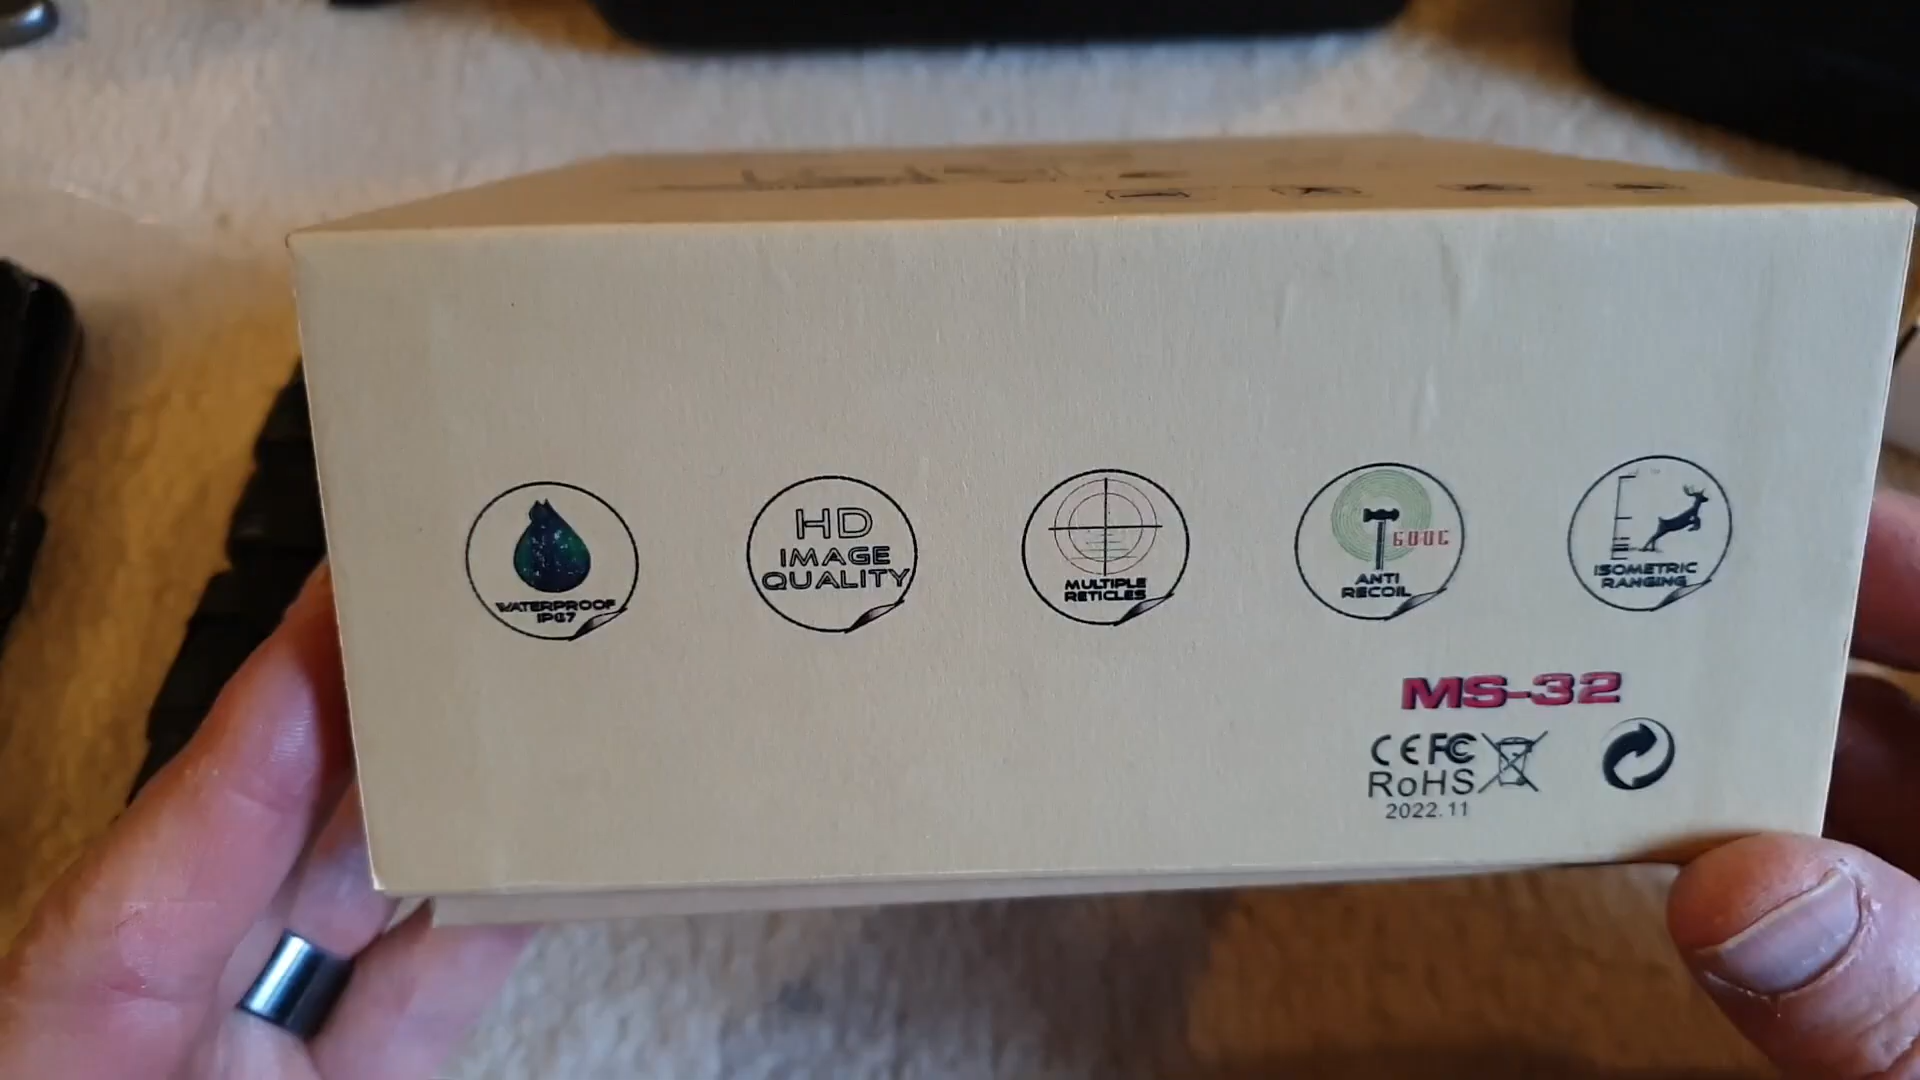 WATERPROOF
IP67
HD
IMAGE
QUALITY
MULTIPLE
RETICLES
600G
ANTI
RECOIL
ISOMETRIC
RANGING
MS-32
CE FC
RoHS
2022.11